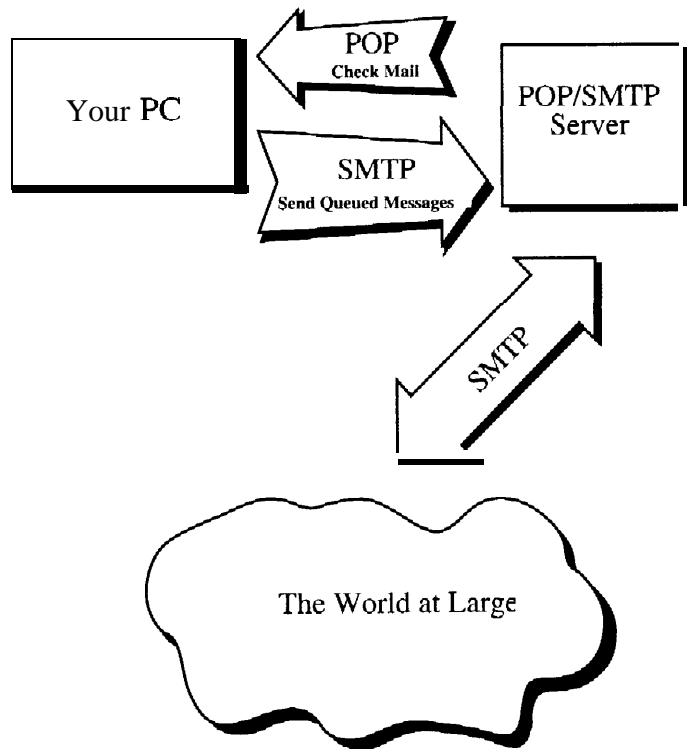 POP
Check Mail
Your PC
POP/SMTP
Server
SMTP
Send Queued Messages
SMTP
The World at Large